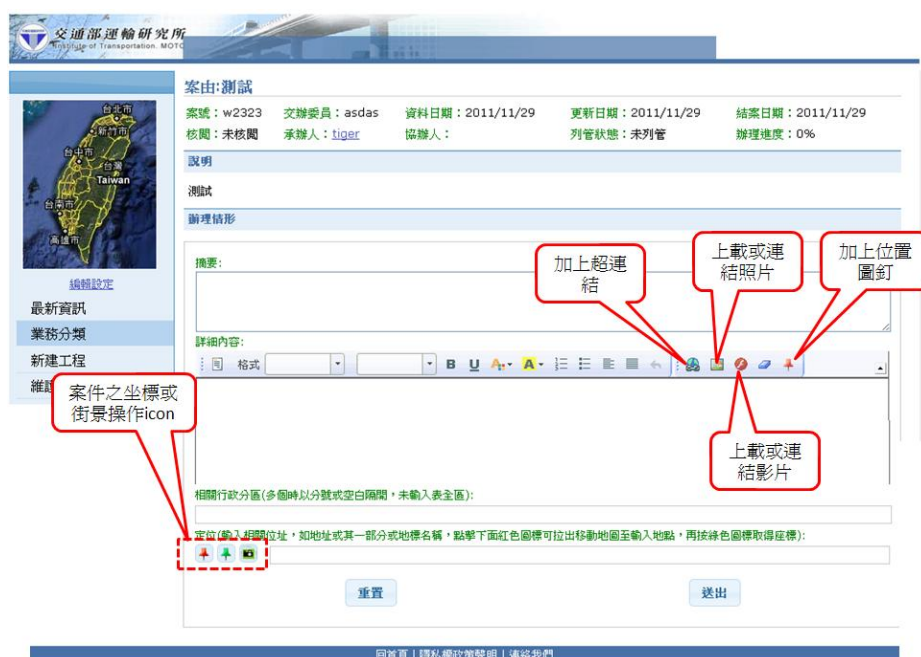 交通部運輸研究所
Institute of Transportation. MOTC
案由:測試
案號：w2323 交辦委員：asdas 資料日期：2011/11/29 更新日期：2011/11/29 結案日期：2011/11/29
核閱：未核閱 承辦人：tiger 協辦人： 列管狀態：未列管 辦理進度：0%
說明
測試
辦理情形
台北市
新竹市
台中市
台灣
Taiwan
台南市
高雄市
編輯設定
最新資訊
業務分類
新建工程
摘要:
加上超連
結
上載或連
結照片
加上位置
圖釘
詳細內容:
格式
B U A A
案件之坐標或
街景操作icon
上載或連
結影片
相關行政分區(多個時以分號或空白隔開，未輸入表全區):
定位(輸入相關位址，如地址或其一部分或地標名稱，點擊下面紅色圖標可拉出移動地圖至輸入地點，再按綠色圖標取得座標):
重置 送出
回首頁 | 隱私權政策聲明 | 連絡我們